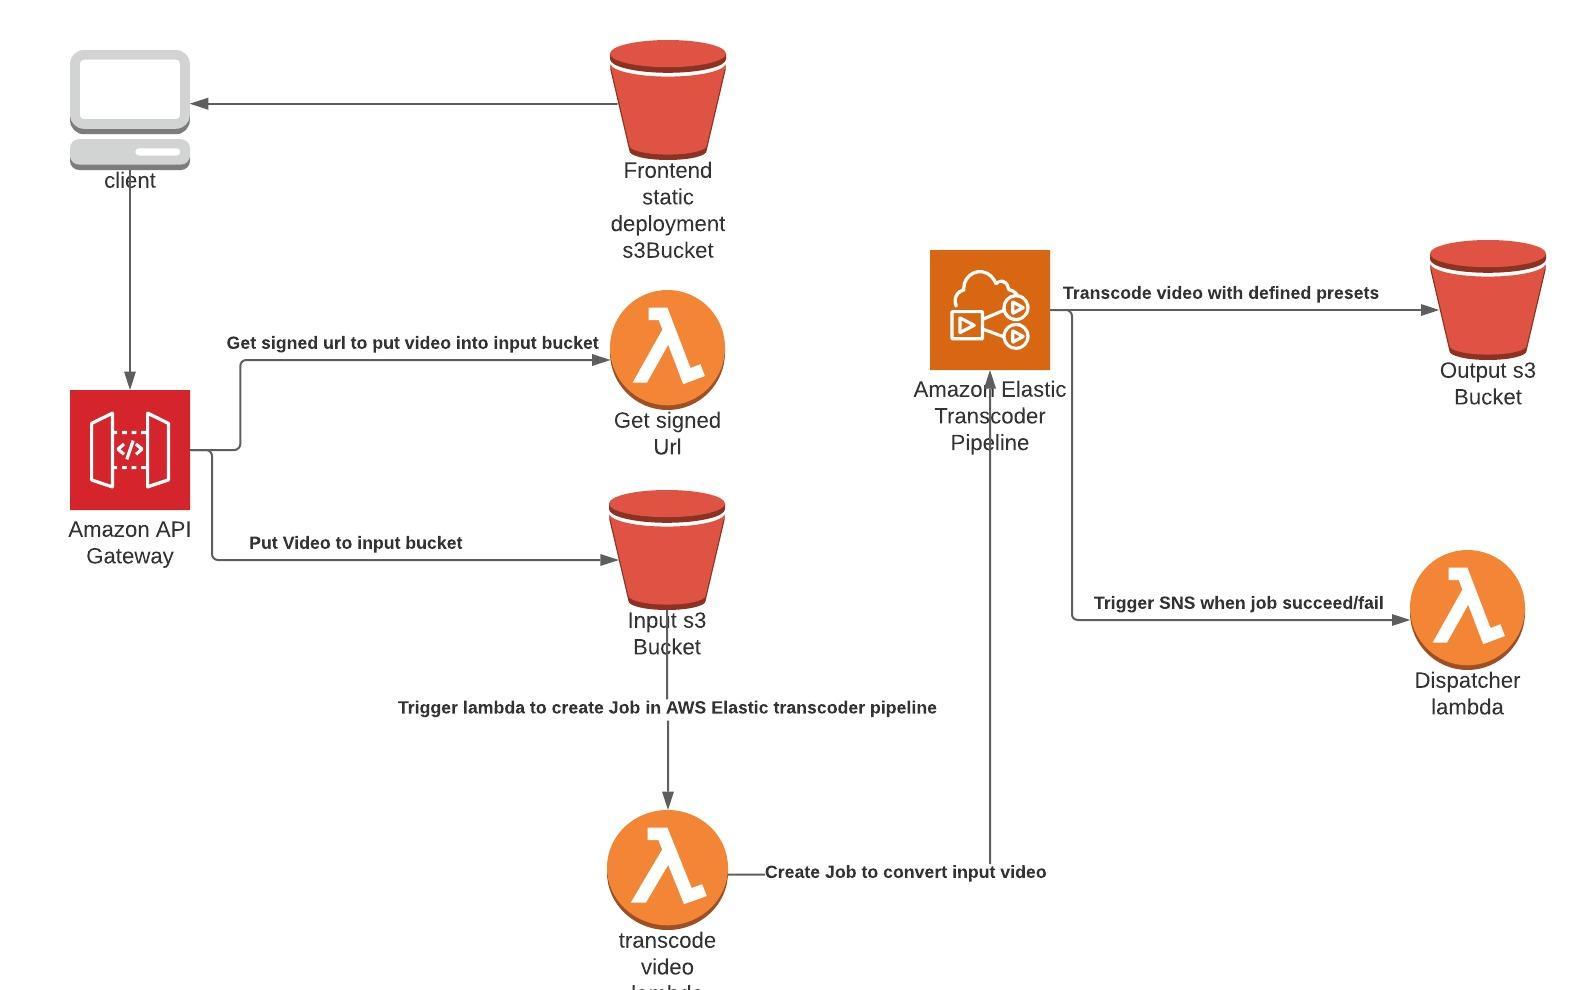 client
Frontend
static
deployment
s3Bucket
Get signed url to put video into input bucket
Get signed
Url
Amazon API
Gateway
Put Video to input bucket
Input s3
Bucket
Trigger lambda to create Job in AWS Elastic transcoder pipeline
transcode
video
lambda
Create Job to convert input video
Amazon Elastic
Transcoder
Pipeline
Transcode video with defined presets
Output s3
Bucket
Trigger SNS when job succeed/fail
Dispatcher
lambda